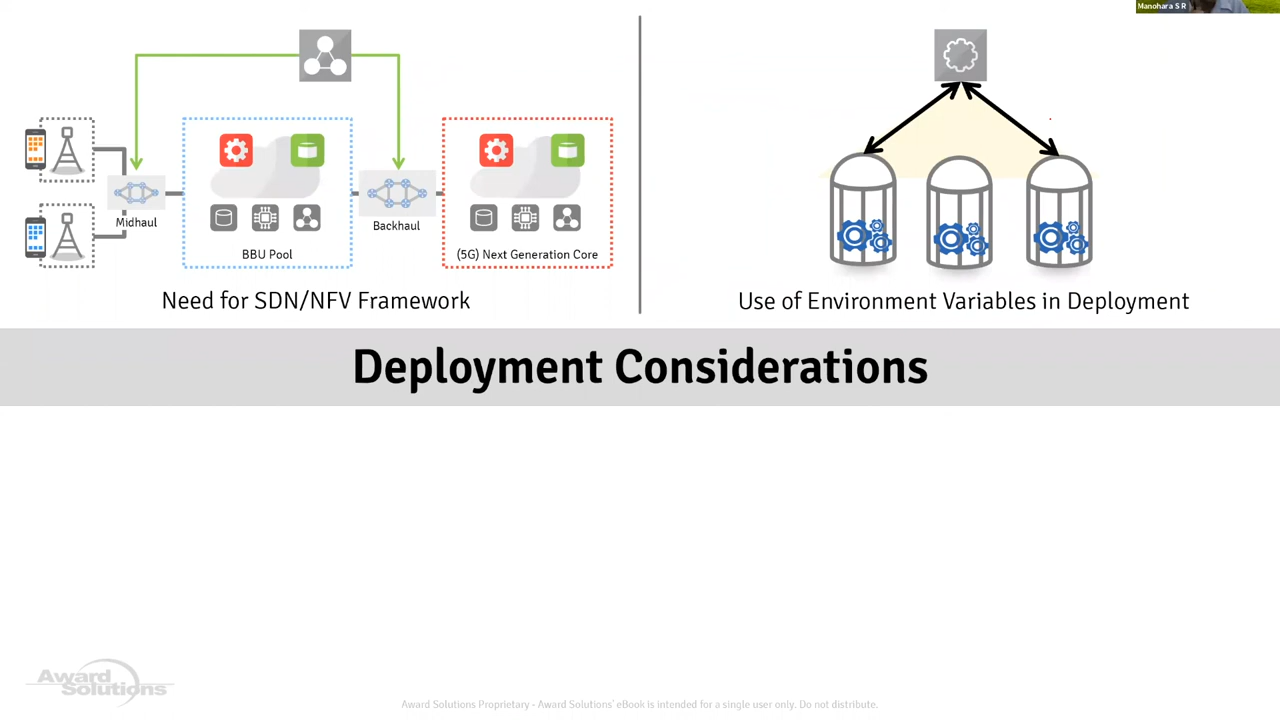 Manohara S R
Midhaul
BBU Pool
Backhaul
(5G) Next Generation Core
Need for SDN/NFV Framework
Use of Environment Variables in Deployment
Deployment Considerations
Award
Solutions
Award Solutions Proprietary - Award Solutions' eBook is intended for a single user only. Do not distribute.